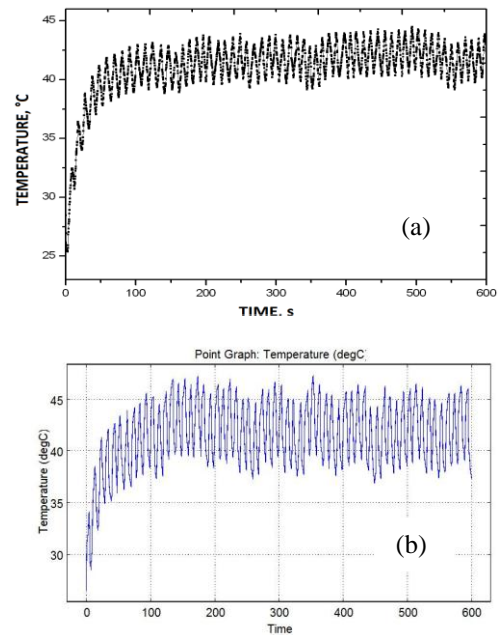 45
40
35
30
25
TEMPERATURE, °C
(a)
0 100 200 300 400 500 600
TIME, s
Point Graph: Temperature (degC)
45
40
35
30
Temperature (degC)
(b)
0 100 200 300 400 500 600
Time